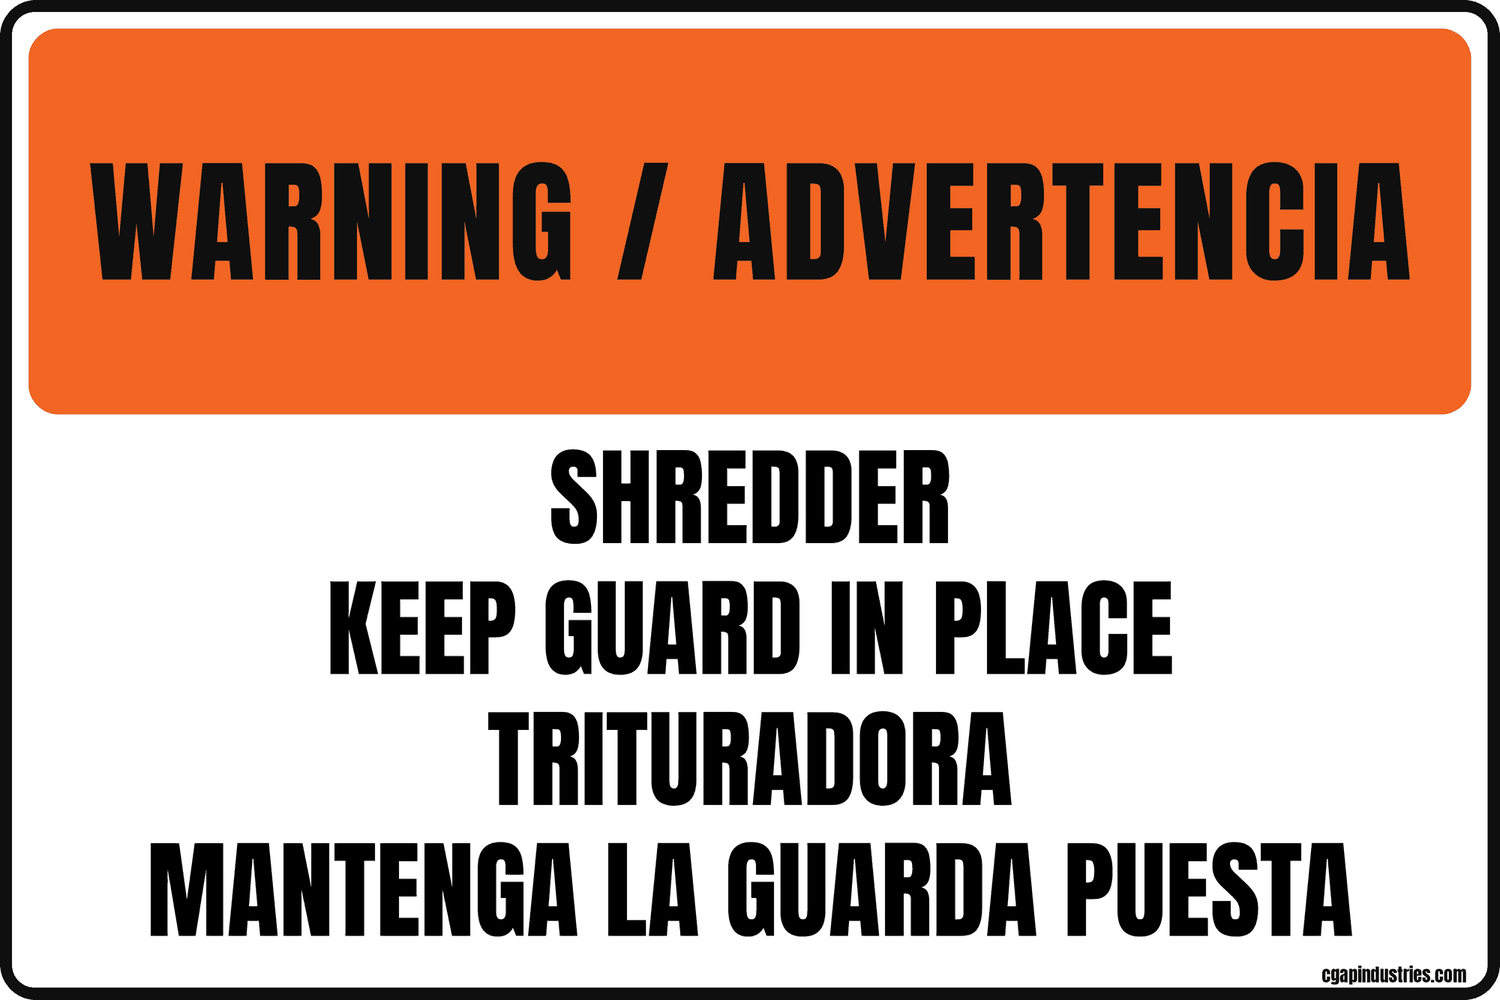 WARNING / ADVERTENCIA
SHREDDER
KEEP GUARD IN PLACE
TRITURADORA
MANTENGA LA GUARDA PUESTA
cgapindustries.com